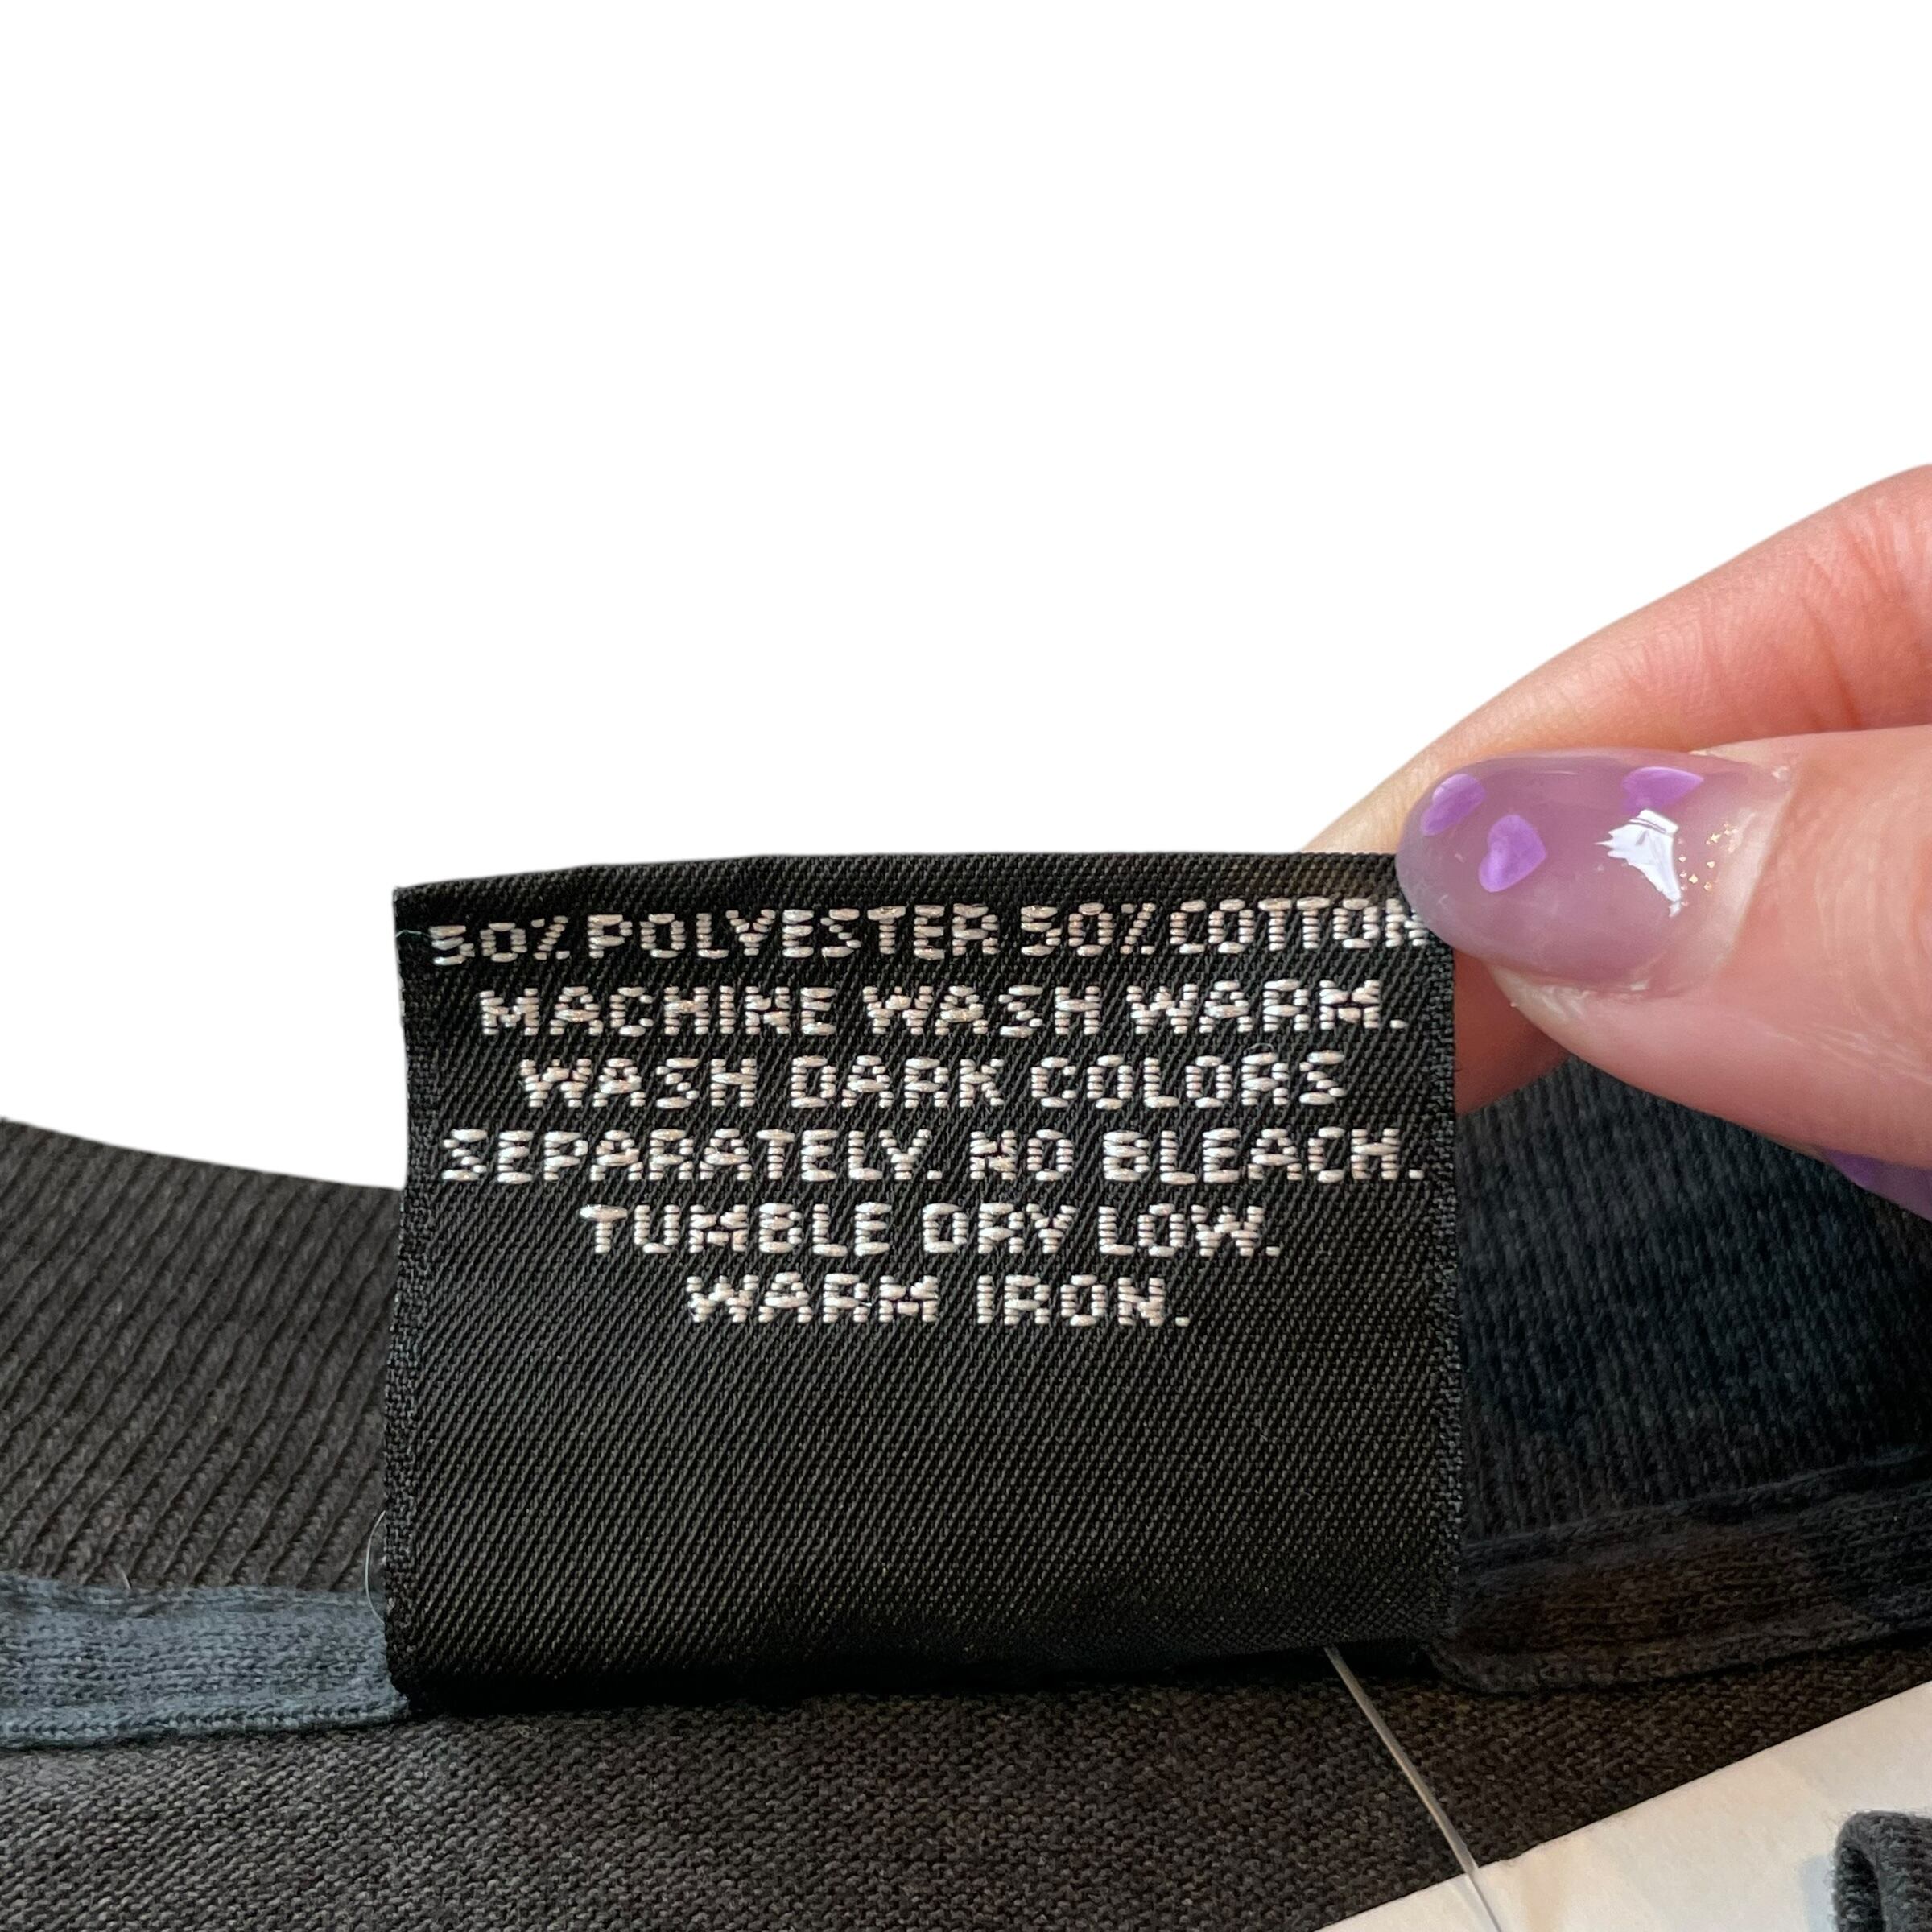 50% POLYESTER 50% COTTON
MACHINE WASH WARM.
WASH DARK COLORS
SEPARATELY. NO BLEACH.
TUMBLE DRY LOW.
WARM IRON.